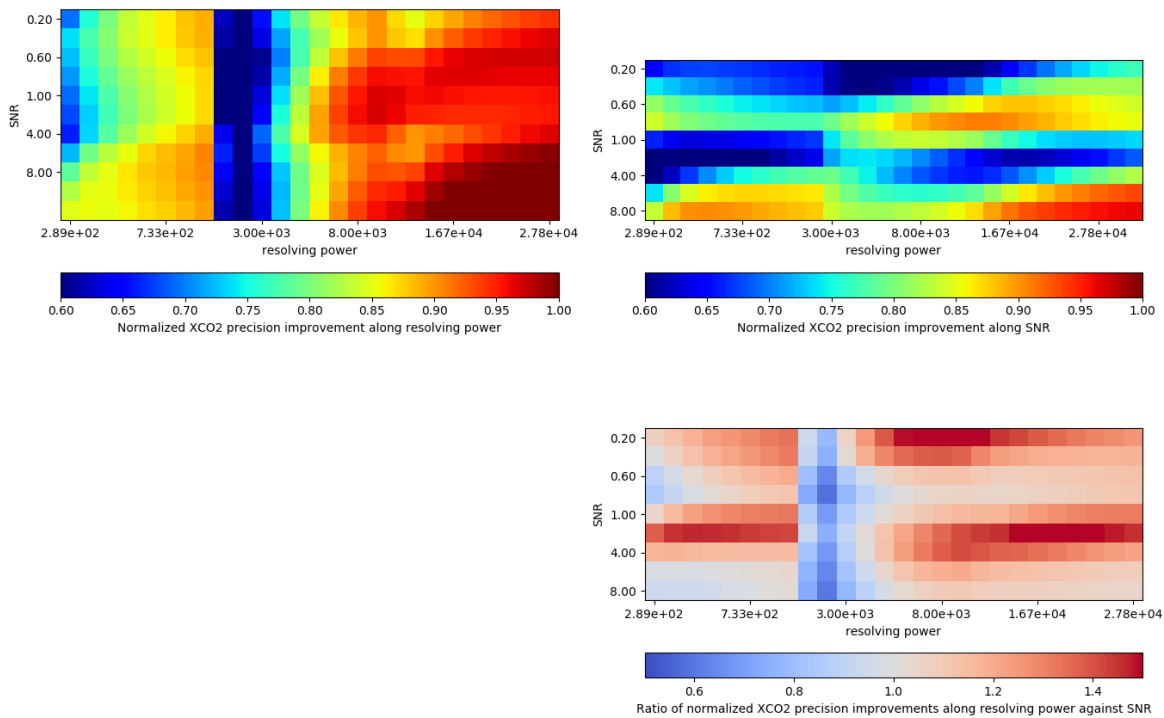 0.20
0.60
1.00
4.00
8.00
SNR
2.89e+02 7.33e+02 3.00e+03 8.00e+03 1.67e+04 2.78e+04
resolving power
0.60 0.65 0.70 0.75 0.80 0.85 0.90 0.95 1.00
Normalized XCO2 precision improvement along resolving power
0.20
0.60
1.00
4.00
8.00
SNR
2.89e+02 7.33e+02 3.00e+03 8.00e+03 1.67e+04 2.78e+04
resolving power
0.60 0.65 0.70 0.75 0.80 0.85 0.90 0.95 1.00
Normalized XCO2 precision improvement along SNR
0.20
0.60
1.00
4.00
8.00
SNR
2.89e+02 7.33e+02 3.00e+03 8.00e+03 1.67e+04 2.78e+04
resolving power
0.6 0.8 1.0 1.2 1.4
Ratio of normalized XCO2 precision improvements along resolving power against SNR